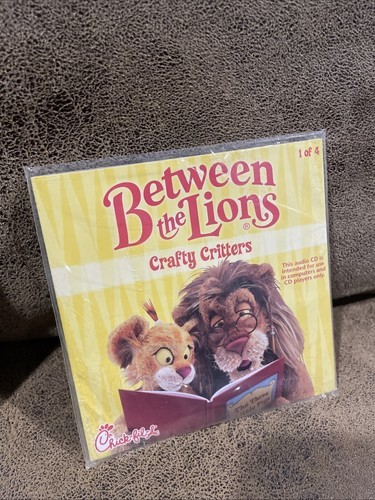 1 of 4
Between
the Lions®
Crafty Critters
This audio CD is
intended for use
in computers and
CD players only.
Chick-fil-A